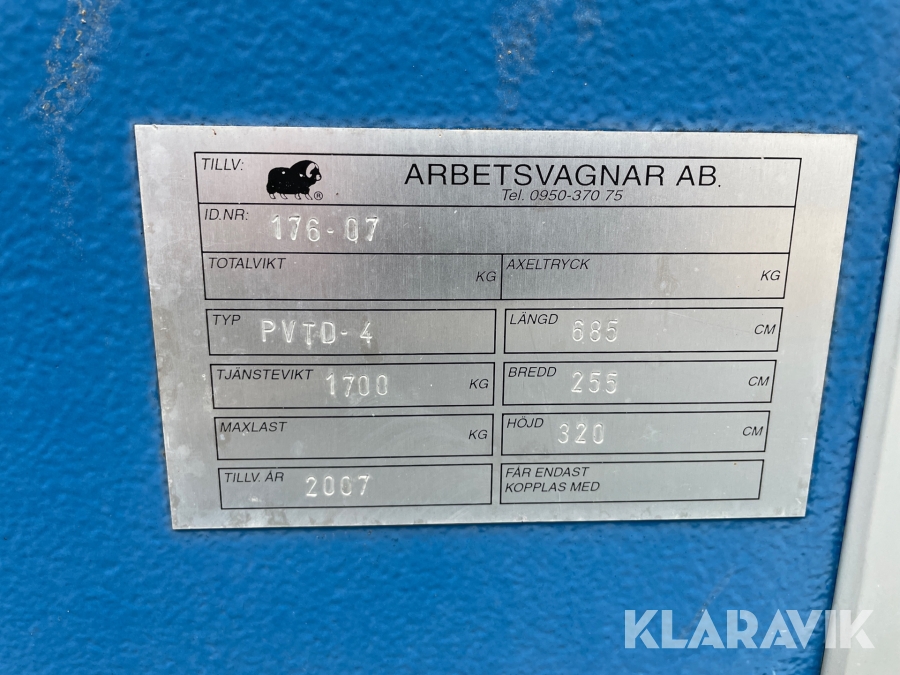 TILLV: ® ARBETSVAGNAR AB.
Tel. 0950-370 75
ID.NR: 176-07
TOTALVIKT KG AXELTRYCK KG
TYP PVTD-4 LÄNGD 685 CM
TJÄNSTEVIKT 1700 KG BREDD 255 CM
MAXLAST KG HÖJD 320 CM
TILLV. ÅR 2007 FÅR ENDAST
KOPPLAS MED
KLARAVIK